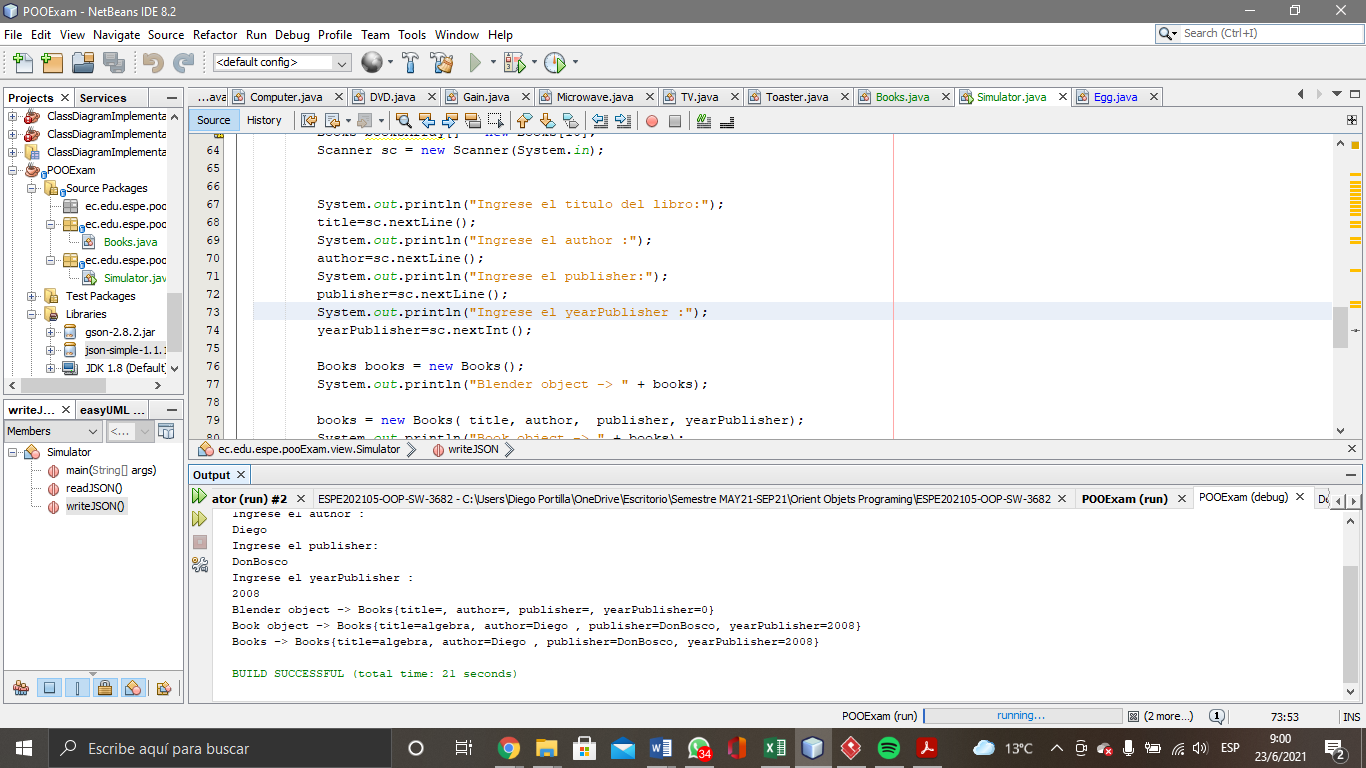 POOExam - NetBeans IDE 8.2
File Edit View Navigate Source Refactor Run Debug Profile Team Tools Window Help
Search (Ctrl+I)
<default config>
Projects Services
...ava Computer.java DVD.java Gain.java Microwave.java TV.java Toaster.java Books.java Simulator.java Egg.java
Source History
ClassDiagramImplementa
ClassDiagramImplementa
ClassDiagramImplementa
POOExam
Source Packages
ec.edu.espe.poo
ec.edu.espe.poo
Books.java
ec.edu.espe.poo
Simulator.jav
Test Packages
Libraries
gson-2.8.2.jar
json-simple-1.1.1
JDK 1.8 (Default)
Books booksArray[] = new Books[10];
64 Scanner sc = new Scanner(System.in);
65
66
67 System.out.println("Ingrese el titulo del libro:");
68 title=sc.nextLine();
69 System.out.println("Ingrese el author :");
70 author=sc.nextLine();
71 System.out.println("Ingrese el publisher:");
72 publisher=sc.nextLine();
73 System.out.println("Ingrese el yearPublisher :");
74 yearPublisher=sc.nextInt();
75
76 Books books = new Books();
77 System.out.println("Blender object -> " + books);
78
79 books = new Books( title, author,  publisher, yearPublisher);
80 System.out.println("Book object -> " + books);
ec.edu.espe.pooExam.view.Simulator writeJSON
writeJ... easyUML ...
Members <...
Simulator
main(String[] args)
readJSON()
writeJSON()
Output
ator (run) #2 ESPE202105-OOP-SW-3682 - C:\Users\Diego Portilla\OneDrive\Escritorio\Semestre MAY21-SEP21\Orient Objets Programing\ESPE202105-OOP-SW-3682 POOExam (run) POOExam (debug) De
Ingrese el author :
Diego
Ingrese el publisher:
DonBosco
Ingrese el yearPublisher :
2008
Blender object -> Books{title=, author=, publisher=, yearPublisher=0}
Book object -> Books{title=algebra, author=Diego , publisher=DonBosco, yearPublisher=2008}
Books -> Books{title=algebra, author=Diego , publisher=DonBosco, yearPublisher=2008}
BUILD SUCCESSFUL (total time: 21 seconds)
POOExam (run) running... (2 more...) 1 73:53 INS
Escribe aquí para buscar
34
13°C
ESP
9:00
23/6/2021
2